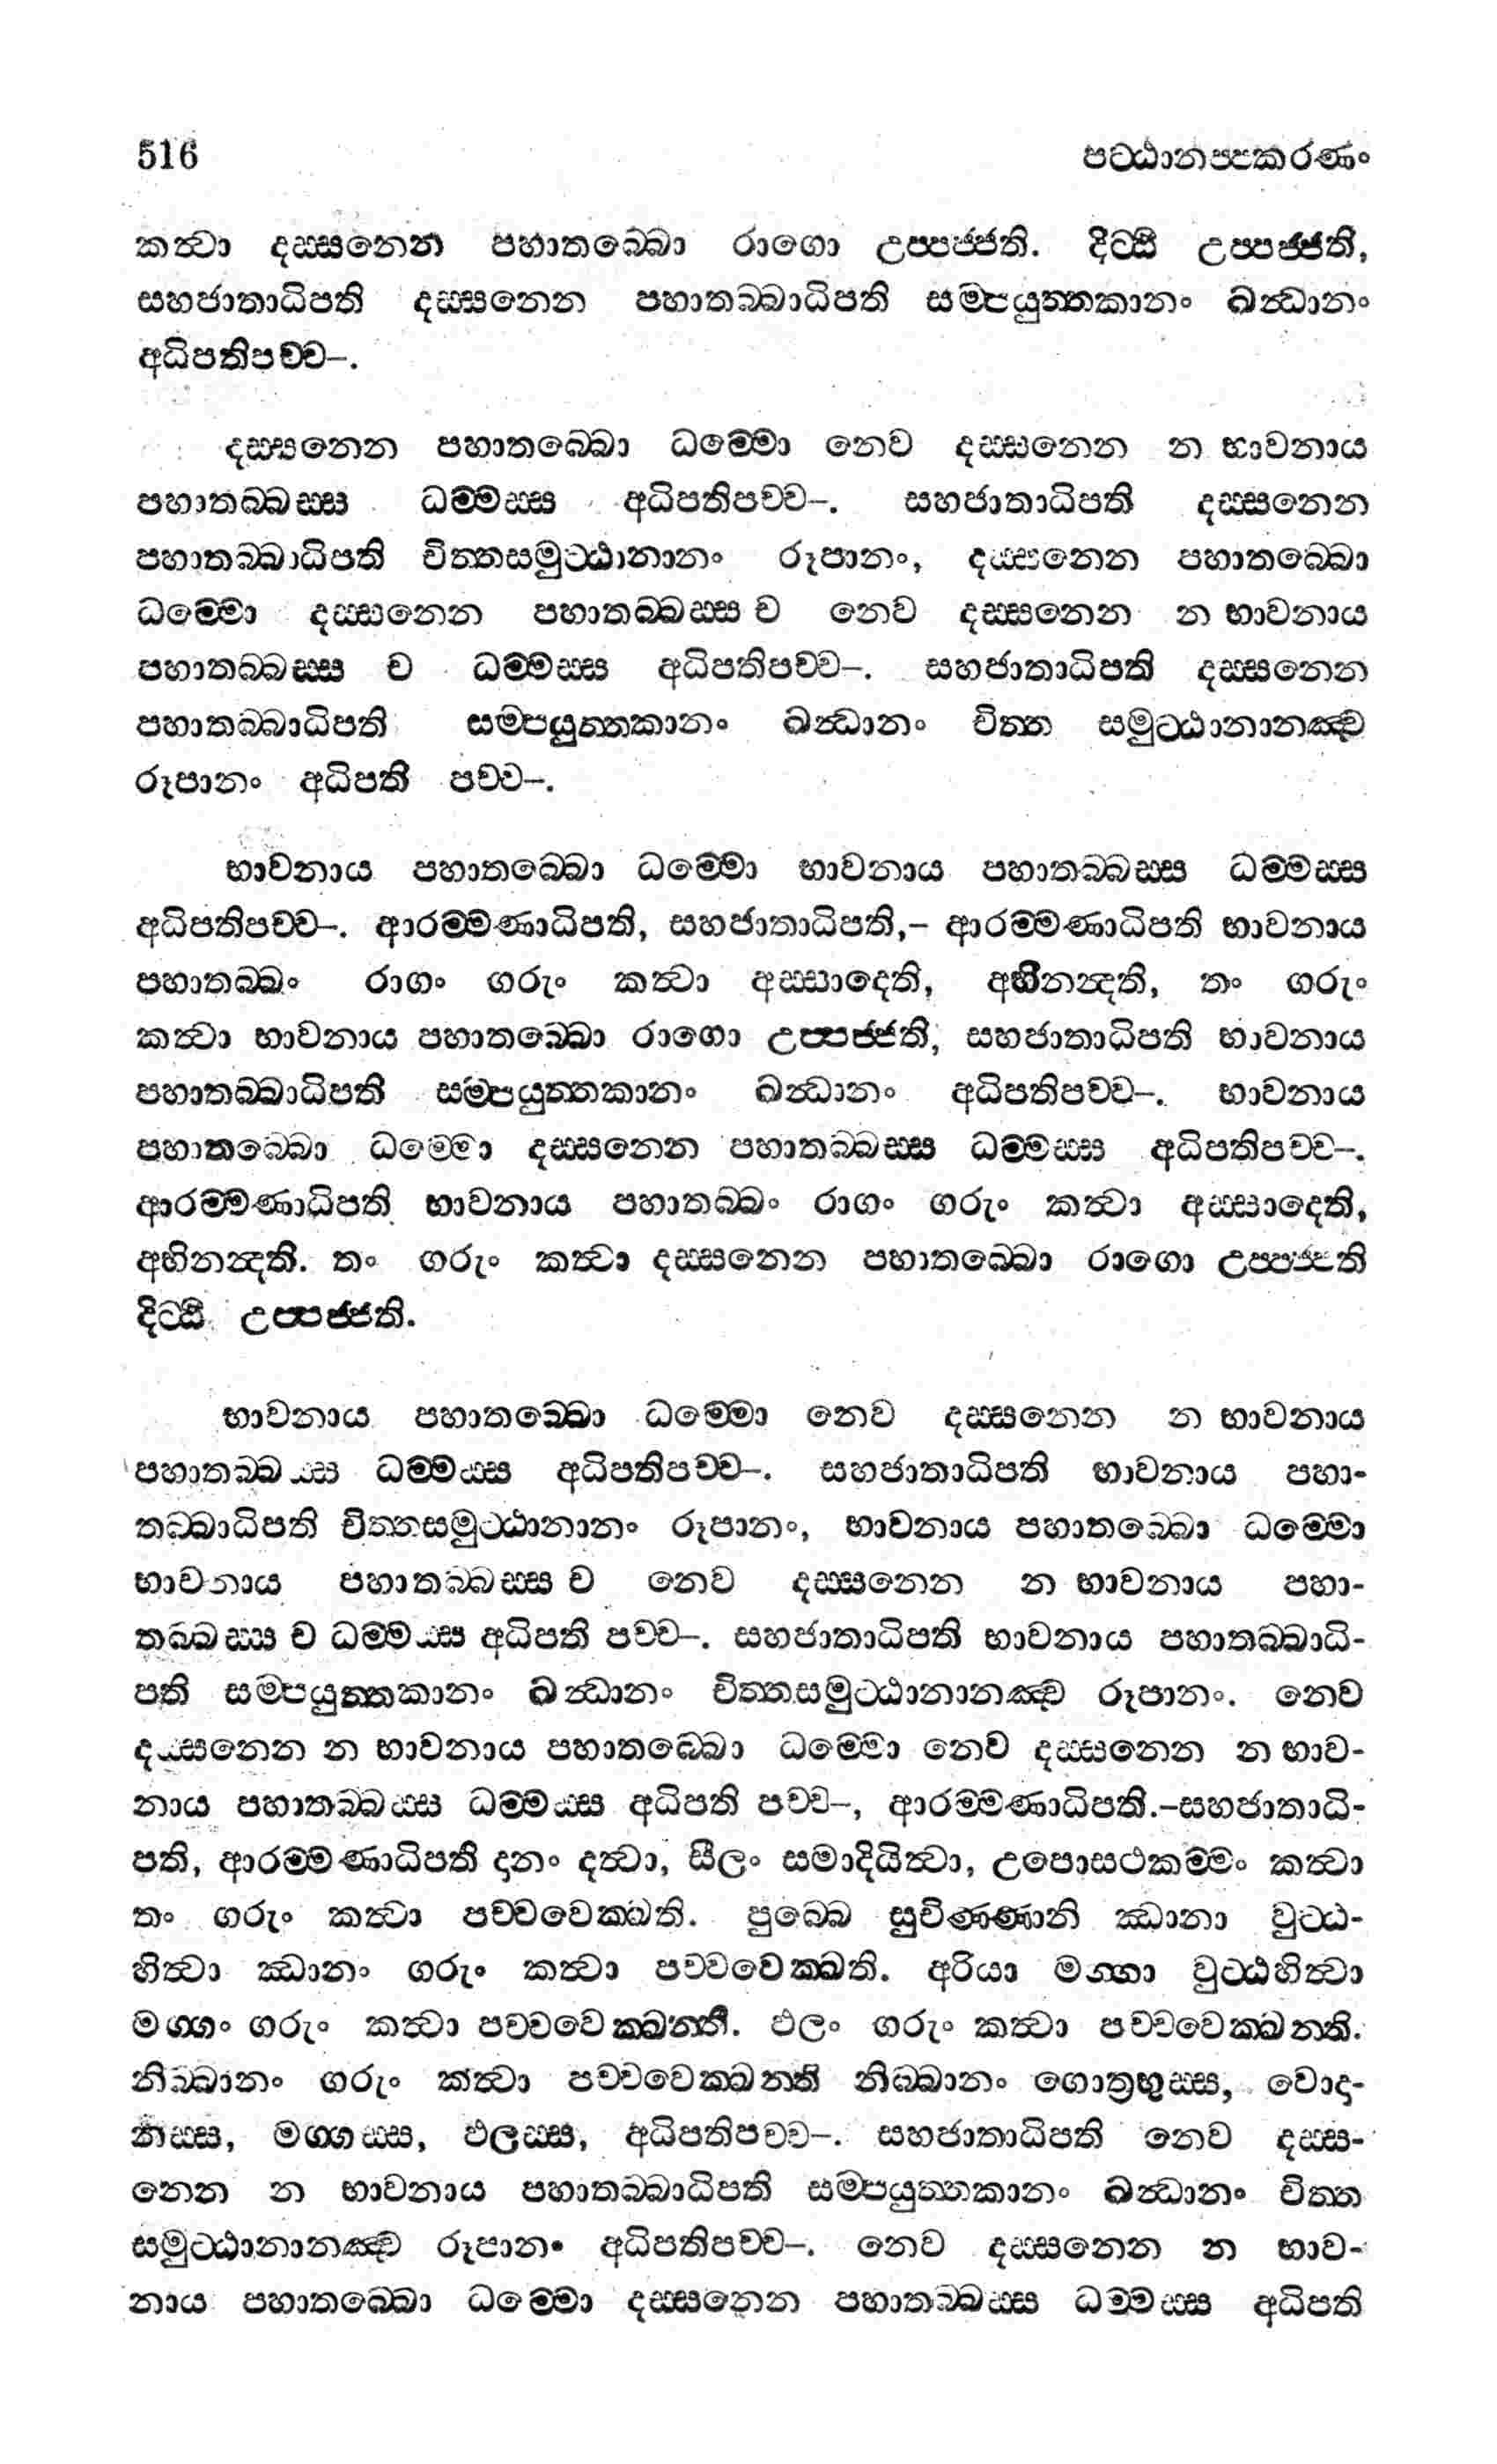 516 පට්ඨානප්පකරණං
කත්වා දස්සනෙන පහාතබ්බො රාගො උප්පජ්ජති. දිට්ඨි උප්පජ්ජති,
සහජාතාධිපති දස්සනෙන පහාතබ්බාධිපති සම්පයුත්තකානං ඛන්ධානං
අධිපතිපච්ච–.
දස්සනෙන පහාතබ්බො ධම්මො නෙව දස්සනෙන න භාවනාය
පහාතබ්බස්ස ධම්මස්ස අධිපතිපච්ච–. සහජාතාධිපති දස්සනෙන
පහාතබ්බාධිපති චිත්තසමුට්ඨානානං රූපානං, දස්සනෙන පහාතබ්බො
ධම්මො දස්සනෙන පහාතබ්බස්ස ච නෙව දස්සනෙන න භාවනාය
පහාතබ්බස්ස ච ධම්මස්ස අධිපතිපච්ච–. සහජාතාධිපති දස්සනෙන
පහාතබ්බාධිපති සම්පයුත්තකානං ඛන්ධානං චිත්ත සමුට්ඨානානඤ්ච
රූපානං අධිපති පච්ච–.
භාවනාය පහාතබ්බො ධම්මො භාවනාය පහාතබ්බස්ස ධම්මස්ස
අධිපතිපච්ච–. ආරම්මණාධිපති, සහජාතාධිපති,– ආරම්මණාධිපති භාවනාය
පහාතබ්බං රාගං ගරුං කත්වා අස්සාදෙති, අභිනන්දති, තං ගරුං
කත්වා භාවනාය පහාතබ්බො රාගො උප්පජ්ජති, සහජාතාධිපති භාවනාය
පහාතබ්බාධිපති සම්පයුත්තකානං ඛන්ධානං අධිපතිපච්ච–. භාවනාය
පහාතබ්බො ධම්මො දස්සනෙන පහාතබ්බස්ස ධම්මස්ස අධිපතිපච්ච–.
ආරම්මණාධිපති භාවනාය පහාතබ්බං රාගං ගරුං කත්වා අස්සාදෙති,
අභිනන්දති. තං ගරුං කත්වා දස්සනෙන පහාතබ්බො රාගො උප්පජ්ජති
දිට්ඨි උප්පජ්ජති.
භාවනාය පහාතබ්බො ධම්මො නෙව දස්සනෙන න භාවනාය
පහාතබ්බස්ස ධම්මස්ස අධිපතිපච්ච–. සහජාතාධිපති භාවනාය පහා-
තබ්බාධිපති චිත්තසමුට්ඨානානං රූපානං, භාවනාය පහාතබ්බො ධම්මො
භාවනාය පහාතබ්බස්ස ච නෙව දස්සනෙන න භාවනාය පහා-
තබ්බස්ස ච ධම්මස්ස අධිපති පච්ච–. සහජාතාධිපති භාවනාය පහාතබ්බාධි-
පති සම්පයුත්තකානං ඛන්ධානං චිත්තසමුට්ඨානානඤ්ච රූපානං. නෙව
දස්සනෙන න භාවනාය පහාතබ්බො ධම්මො නෙව දස්සනෙන න භාව-
නාය පහාතබ්බස්ස ධම්මස්ස අධිපති පච්ච–, ආරම්මණාධිපති.–සහජාතාධි-
පති, ආරම්මණාධිපති දානං දත්වා, සීලං සමාදියිත්වා, උපොසථකම්මං කත්වා
තං ගරුං කත්වා පච්චවෙක්ඛති. පුබ්බෙ සුචිණ්ණානි ඣානා වුට්ඨ-
හිත්වා ඣානං ගරුං කත්වා පච්චවෙක්ඛති. අරියා මග්ගා වුට්ඨහිත්වා
මග්ගං ගරුං කත්වා පච්චවෙක්ඛන්ති. ඵලං ගරුං කත්වා පච්චවෙක්ඛන්ති.
නිබ්බානං ගරුං කත්වා පච්චවෙක්ඛන්ති නිබ්බානං ගොත්‍රභුස්ස, වොදා-
නස්ස, මග්ගස්ස, ඵලස්ස, අධිපතිපච්ච–. සහජාතාධිපති නෙව දස්ස-
නෙන න භාවනාය පහාතබ්බාධිපති සම්පයුත්තකානං ඛන්ධානං චිත්ත
සමුට්ඨානානඤ්ච රූපානං අධිපතිපච්ච–. නෙව දස්සනෙන න භාව-
නාය පහාතබ්බො ධම්මො දස්සනෙන පහාතබ්බස්ස ධම්මස්ස අධිපති